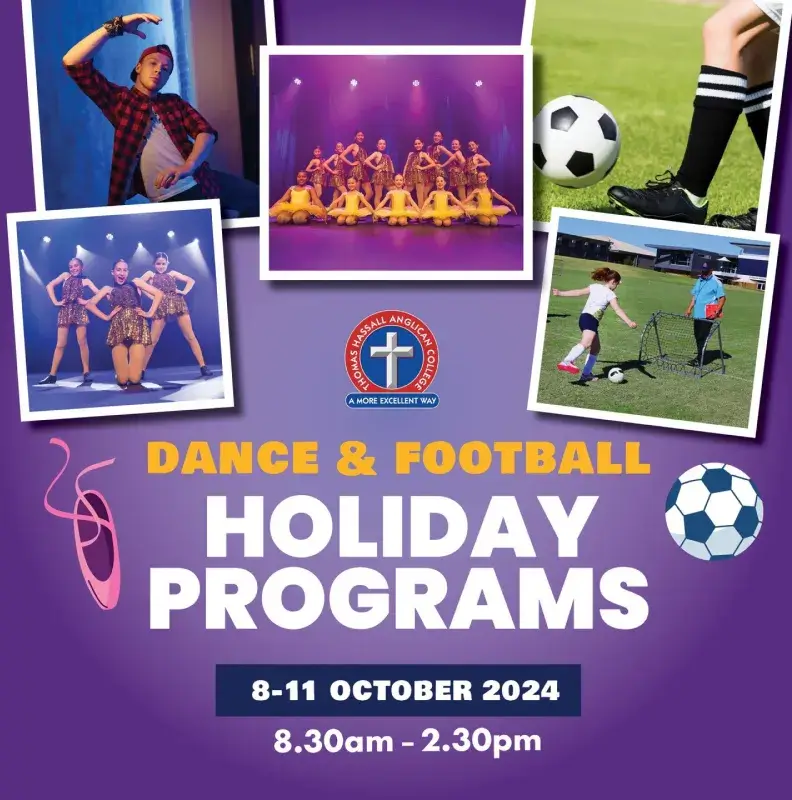 THOMAS HASSALL ANGLICAN COLLEGE
A MORE EXCELLENT WAY
DANCE & FOOTBALL
HOLIDAY
PROGRAMS
8-11 OCTOBER 2024
8.30am - 2.30pm